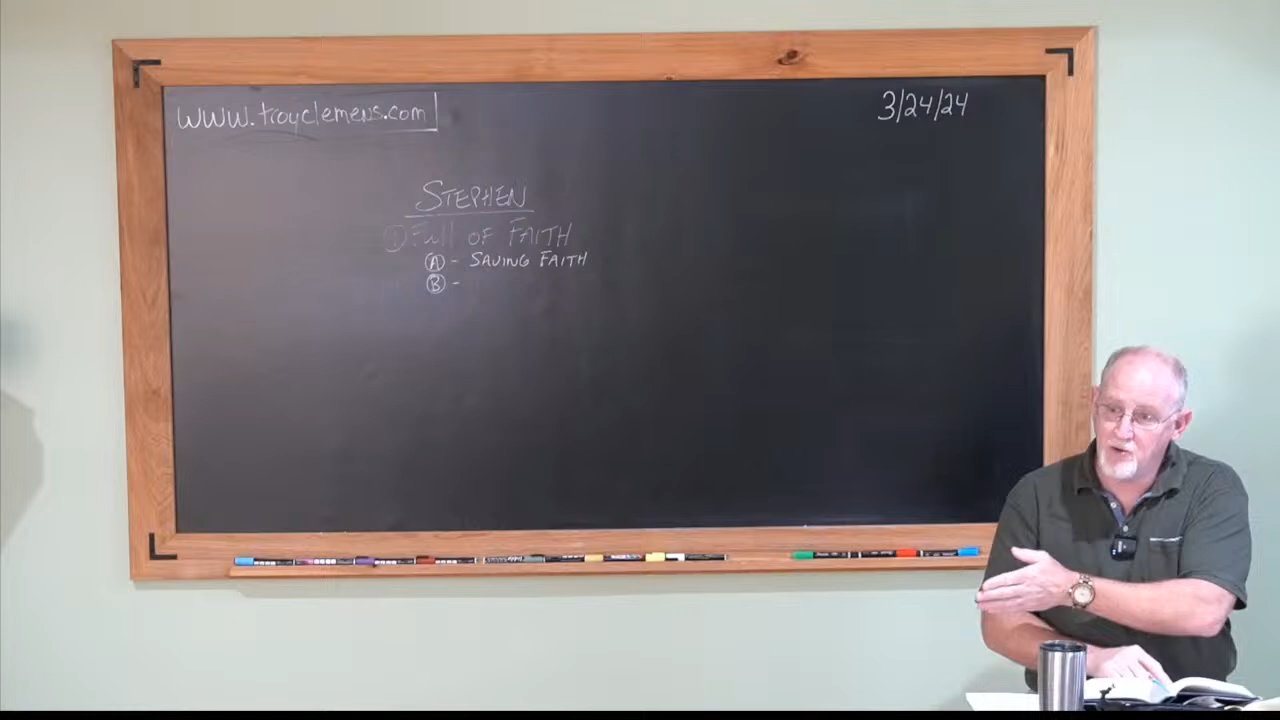 www.troyclemens.com
3/24/24
STEPHEN
① Full OF FAITH
Ⓐ - SAVING FAITH
Ⓑ -